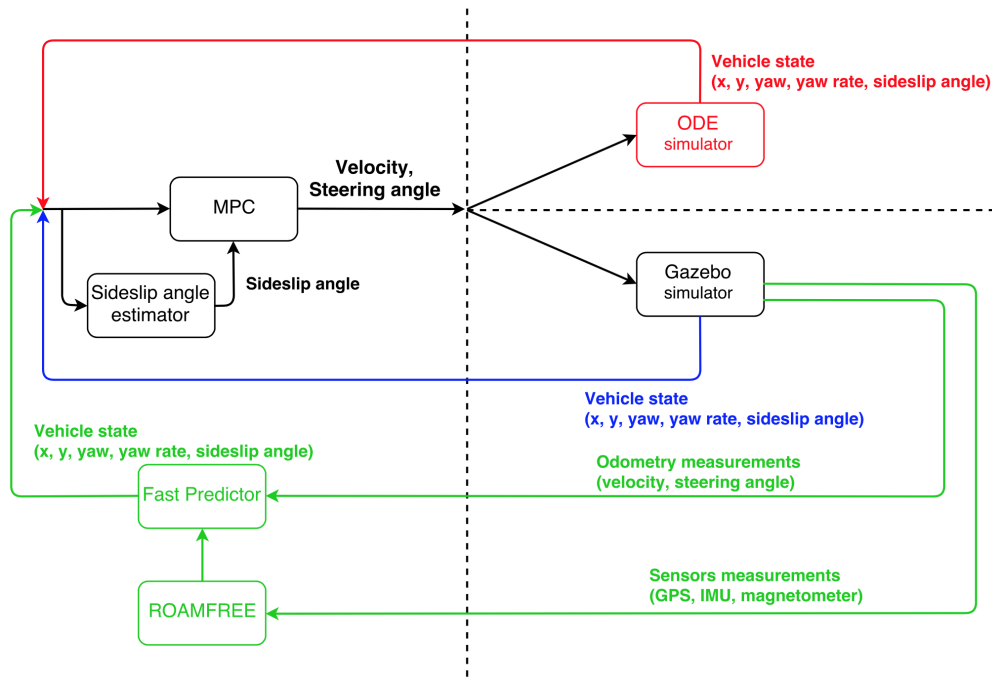 Vehicle state
(x, y, yaw, yaw rate, sideslip angle)
ODE
simulator
Velocity,
Steering angle
MPC
Sideslip angle
estimator
Sideslip angle
Gazebo
simulator
Vehicle state
(x, y, yaw, yaw rate, sideslip angle)
Vehicle state
(x, y, yaw, yaw rate, sideslip angle)
Odometry measurements
(velocity, steering angle)
Fast Predictor
Sensors measurements
(GPS, IMU, magnetometer)
ROAMFREE